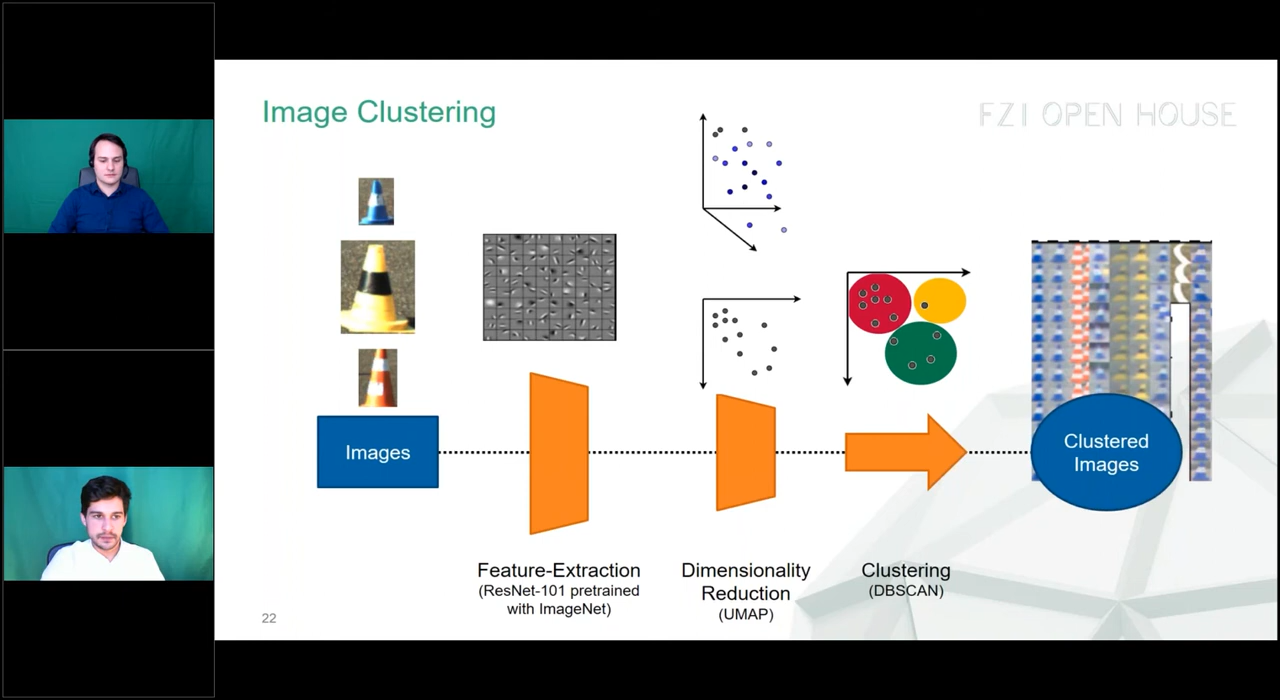 Image Clustering
FZI OPEN HOUSE
Images
Clustered
Images
Feature-Extraction
(ResNet-101 pretrained
with ImageNet)
Dimensionality
Reduction
(UMAP)
Clustering
(DBSCAN)
22